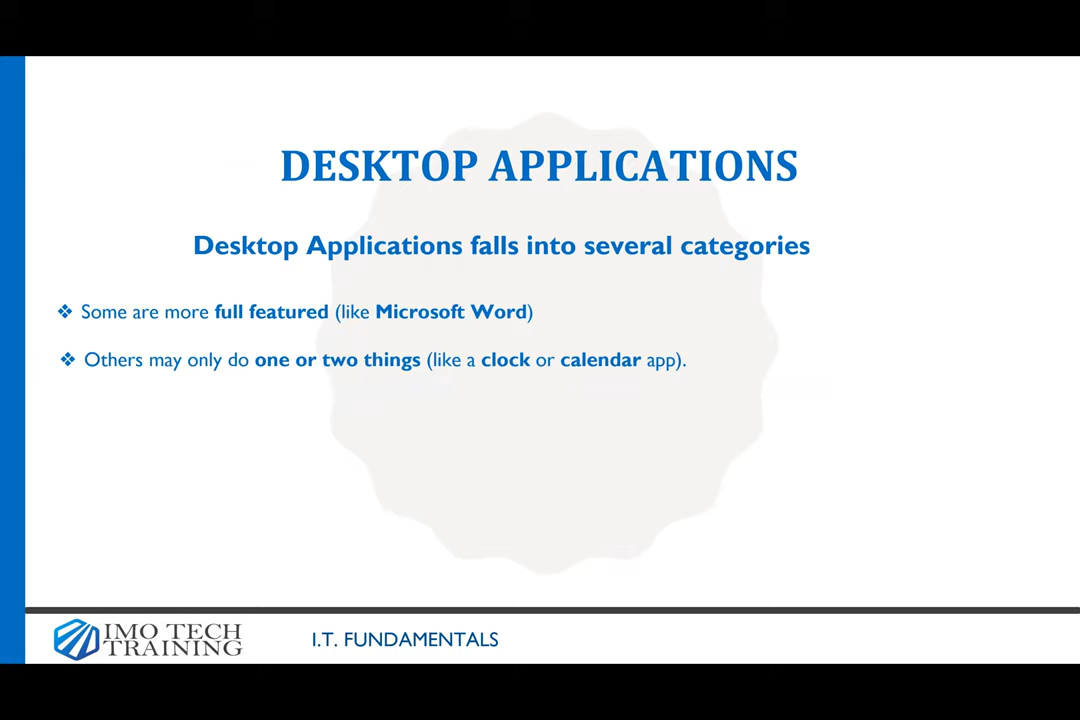 DESKTOP APPLICATIONS
Desktop Applications falls into several categories
❖ Some are more full featured (like Microsoft Word)
❖ Others may only do one or two things (like a clock or calendar app).
IMO TECH
TRAINING
I.T. FUNDAMENTALS